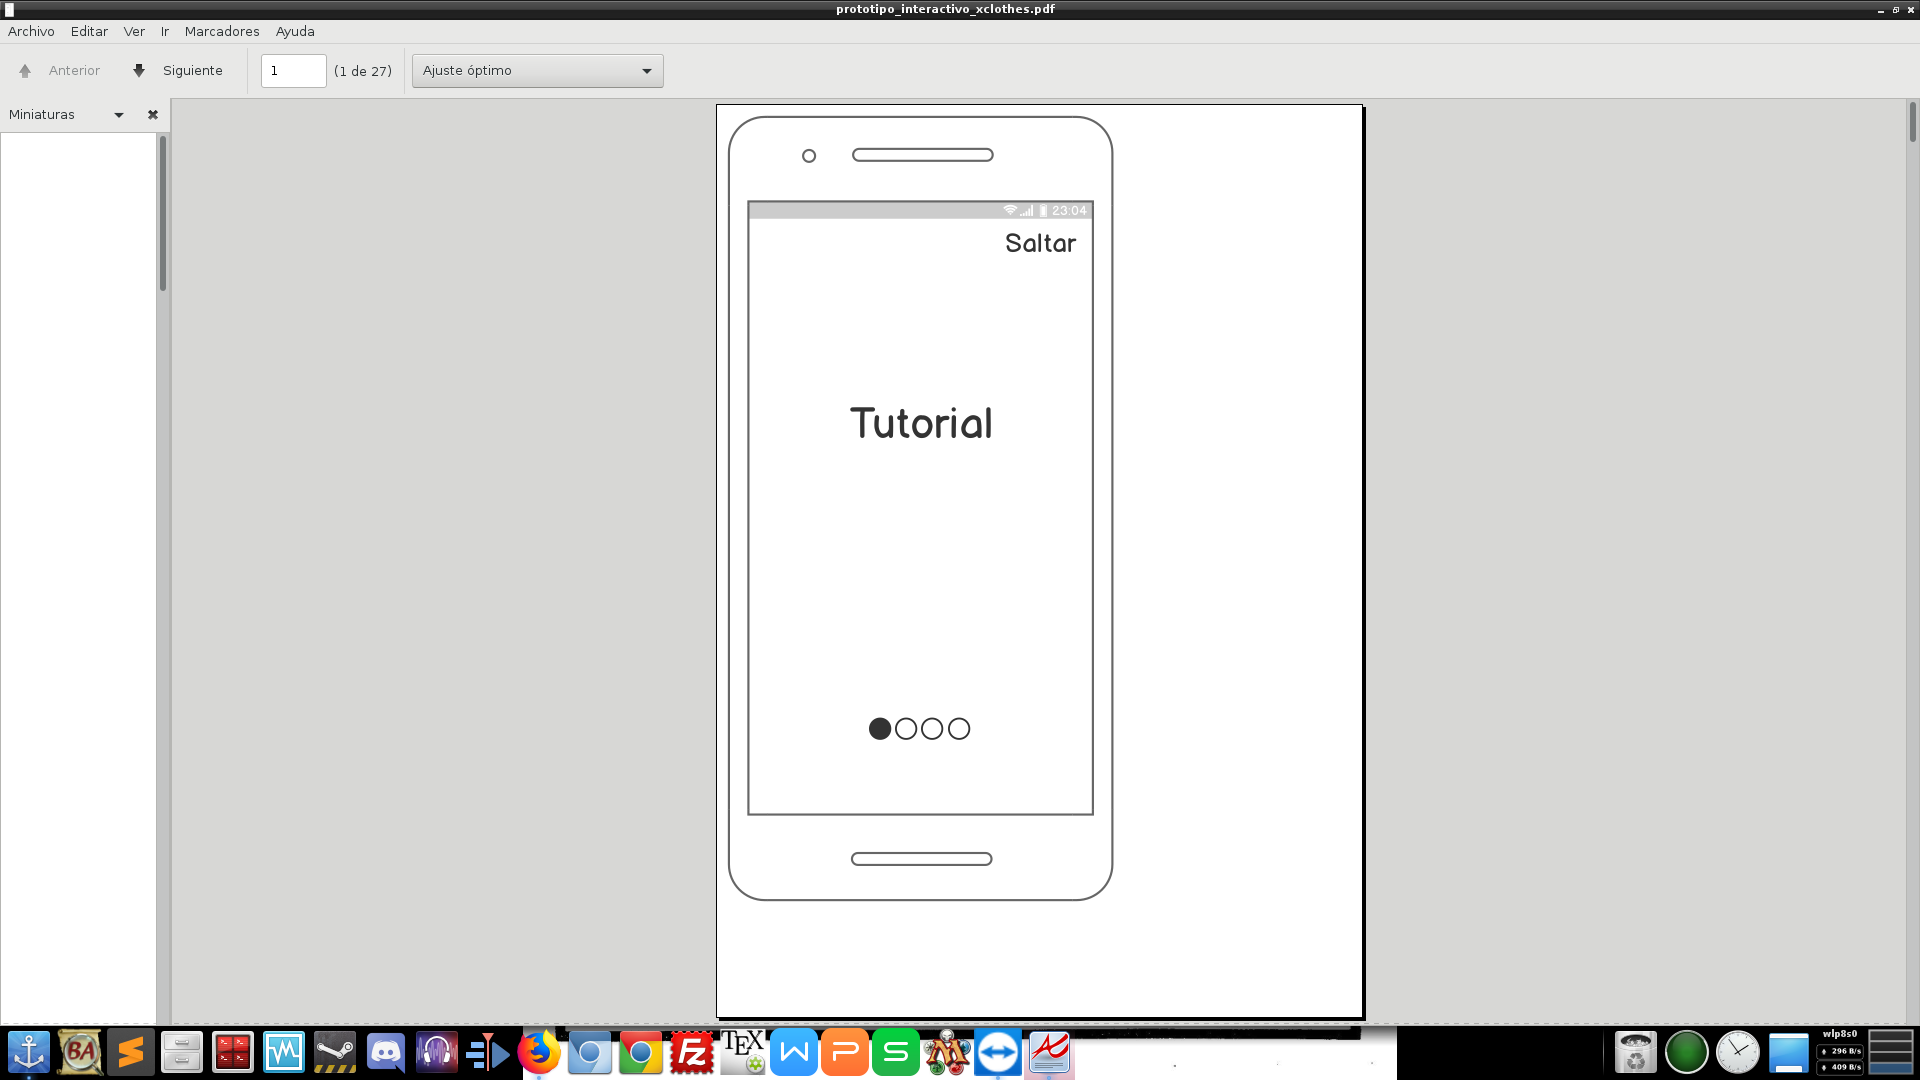 prototipo_interactivo_xclothes.pdf
Archivo Editar Ver Ir Marcadores Ayuda
Anterior Siguiente 1 (1 de 27) Ajuste óptimo
Miniaturas
23:04
Saltar
Tutorial
BA
FZ
TEX
W
P
S
wlp8s0
296 B/s
409 B/s